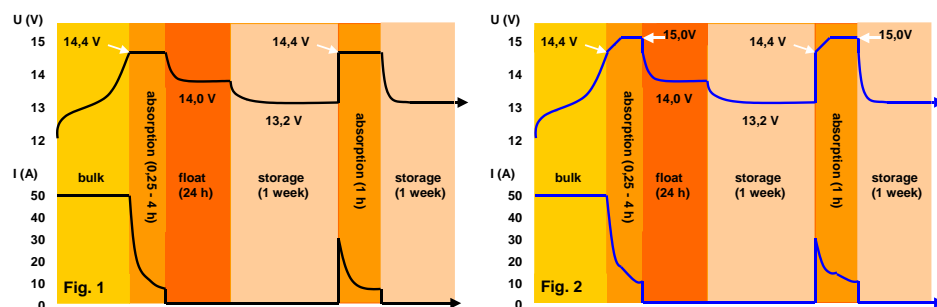 U (V)
15
14
13
12
I (A)
50
40
30
20
10
0
14,4 V
14,0 V
13,2 V
14,4 V
bulk
absorption (0,25 - 4 h)
float
(24 h)
storage
(1 week)
absorption (1 h)
storage
(1 week)
Fig. 1
U (V)
15
14
13
12
I (A)
50
40
30
20
10
0
14,4 V
15,0V
14,0 V
13,2 V
14,4 V
15,0V
bulk
absorption (0,25 - 4 h)
float
(24 h)
storage
(1 week)
absorption (1 h)
storage
(1 week)
Fig. 2